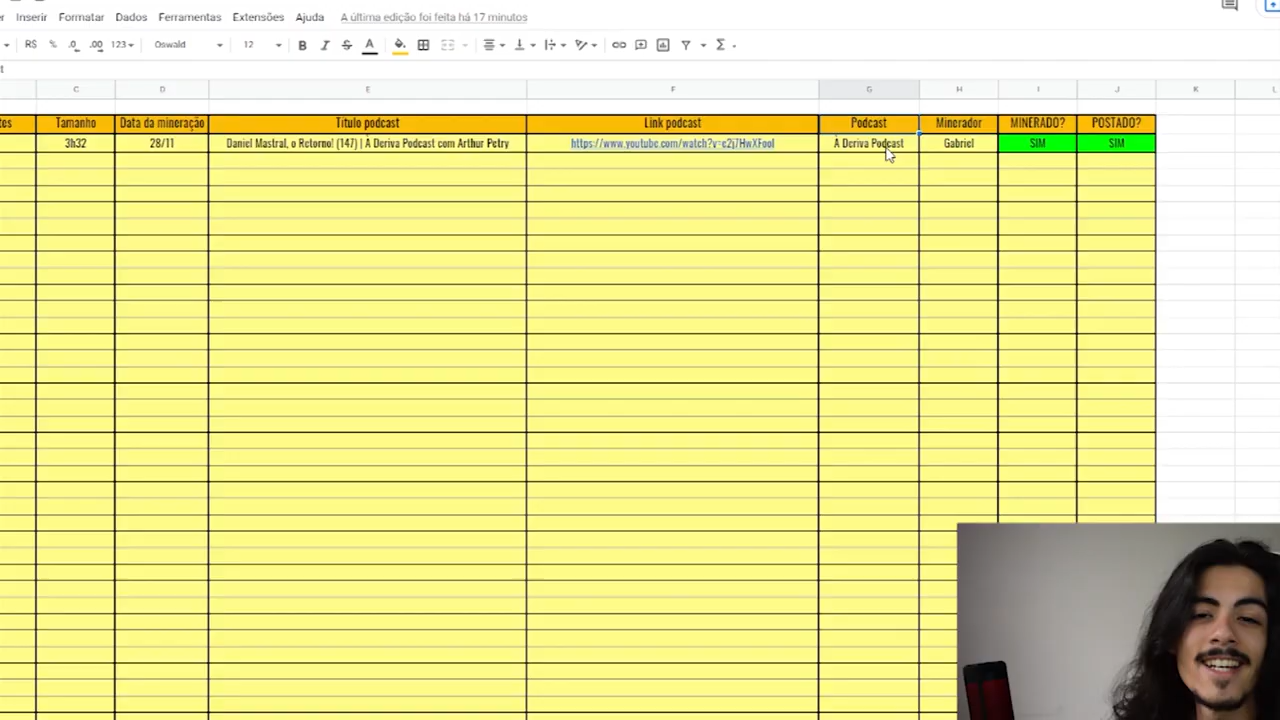 Inserir Formatar Dados Ferramentas Extensões Ajuda A última edição foi feita há 17 minutos
R$ % .0 .00 123 Oswald 12 B I S A Σ
C D E F G H I J K L
Tamanho Data da mineração Título podcast Link podcast Podcast Minerador MINERADO? POSTADO?
3h32 28/11 Daniel Mastral, o Retorno! (147) | À Deriva Podcast com Arthur Petry À Deriva Podcast Gabriel SIM SIM